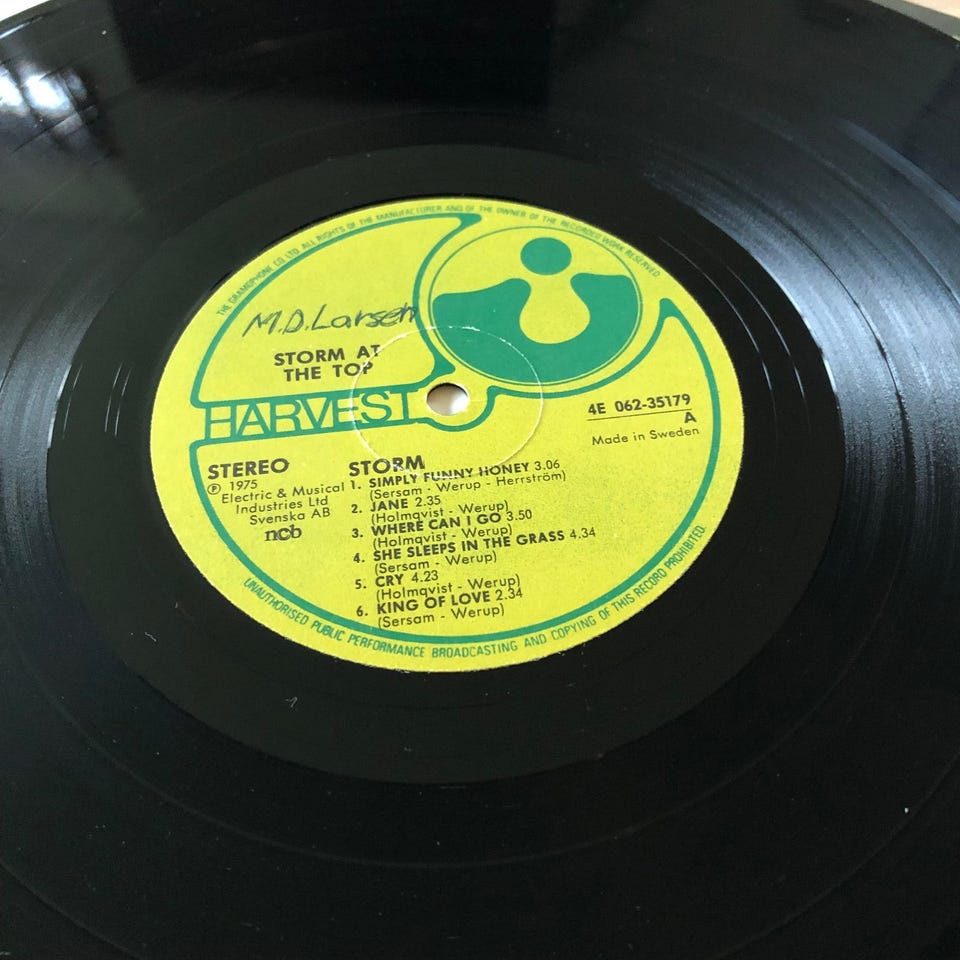 THE GRAMOPHONE CO. LTD. ALL RIGHTS OF THE MANUFACTURER AND OF THE OWNER OF THE RECORDED WORK RESERVED
M.D. Larsen
STORM AT
THE TOP
HARVEST
4E 062-35179
A
Made in Sweden
STEREO
℗ 1975
Electric & Musical
Industries Ltd
Svenska AB
ncb
STORM
1. SIMPLY FUNNY HONEY 3.06
(Sersam - Werup - Herrström)
2. JANE 2.35
(Holmqvist - Werup)
3. WHERE CAN I GO 3.50
(Holmqvist - Werup)
4. SHE SLEEPS IN THE GRASS 4.34
(Sersam - Werup)
5. CRY 4.23
(Holmqvist - Werup)
6. KING OF LOVE 2.34
(Sersam - Werup)
UNAUTHORISED PUBLIC PERFORMANCE BROADCASTING AND COPYING OF THIS RECORD PROHIBITED.